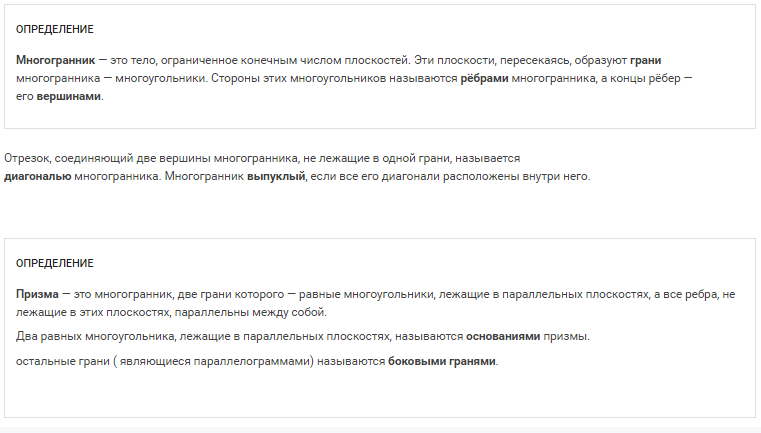 ОПРЕДЕЛЕНИЕ
Многогранник — это тело, ограниченное конечным числом плоскостей. Эти плоскости, пересекаясь, образуют грани
многогранника — многоугольники. Стороны этих многоугольников называются рёбрами многогранника, а концы рёбер —
его вершинами.
Отрезок, соединяющий две вершины многогранника, не лежащие в одной грани, называется
диагональю многогранника. Многогранник выпуклый, если все его диагонали расположены внутри него.
ОПРЕДЕЛЕНИЕ
Призма — это многогранник, две грани которого — равные многоугольники, лежащие в параллельных плоскостях, а все ребра, не
лежащие в этих плоскостях, параллельны между собой.
Два равных многоугольника, лежащие в параллельных плоскостях, называются основаниями призмы.
остальные грани ( являющиеся параллелограммами) называются боковыми гранями.